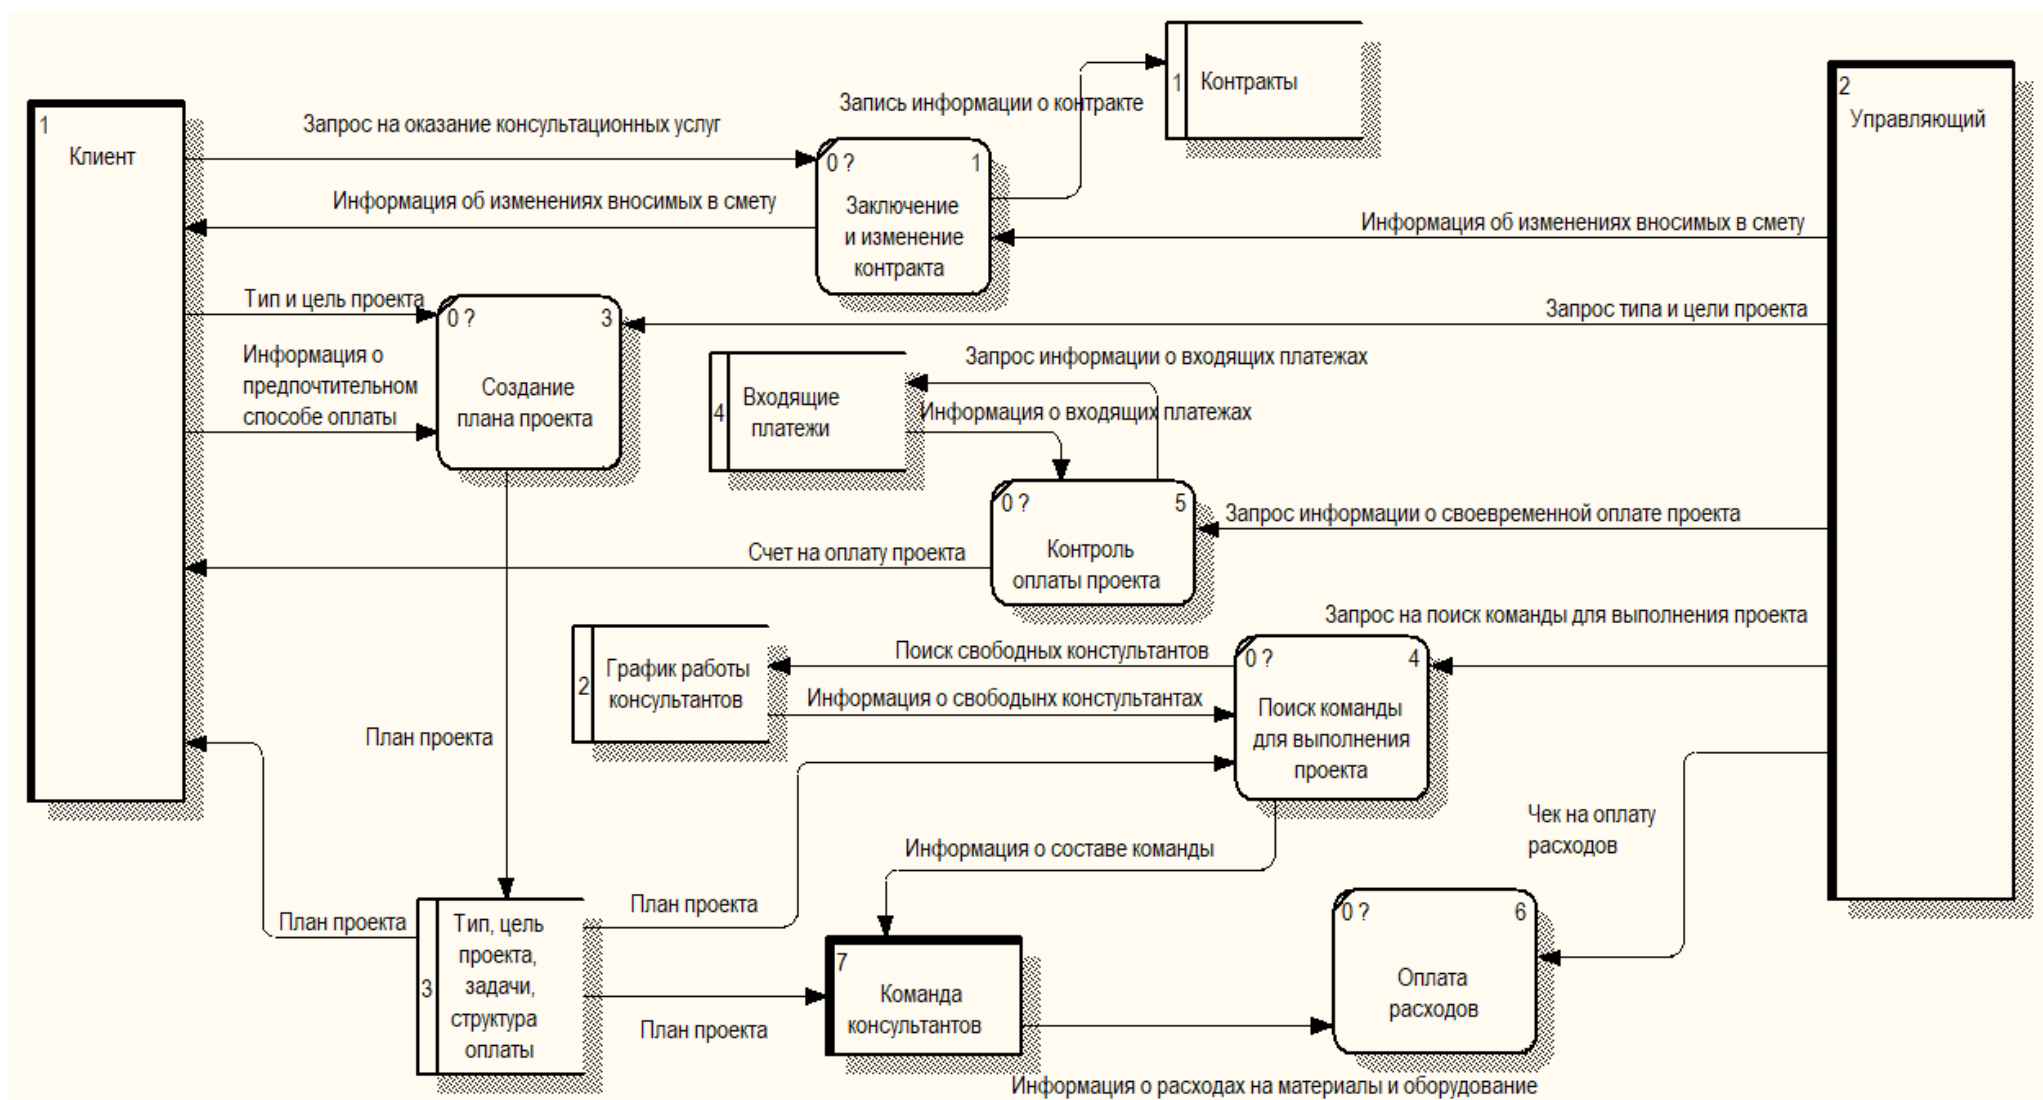 1
Контракты
2
Управляющий
1
Клиент
Запрос на оказание консультационных услуг
Запись информации о контракте
0 ?
1
Заключение
и изменение
контракта
Информация об изменениях вносимых в смету
Информация об изменениях вносимых в смету
Тип и цель проекта
0 ?
3
Создание
плана проекта
Запрос типа и цели проекта
Информация о
предпочтительном
способе оплаты
4
Входящие
платежи
Запрос информации о входящих платежах
Информация о входящих платежах
0 ?
5
Контроль
оплаты проекта
Запрос информации о своевременной оплате проекта
Счет на оплату проекта
Запрос на поиск команды для выполнения проекта
2
График работы
консультантов
Поиск свободных констультантов
Информация о свободынх констультантах
0 ?
4
Поиск команды
для выполнения
проекта
План проекта
Чек на оплату
расходов
Информация о составе команды
План проекта
План проекта
3
Тип, цель
проекта,
задачи,
структура
оплаты
План проекта
7
Команда
консультантов
0 ?
6
Оплата
расходов
Информация о расходах на материалы и оборудование